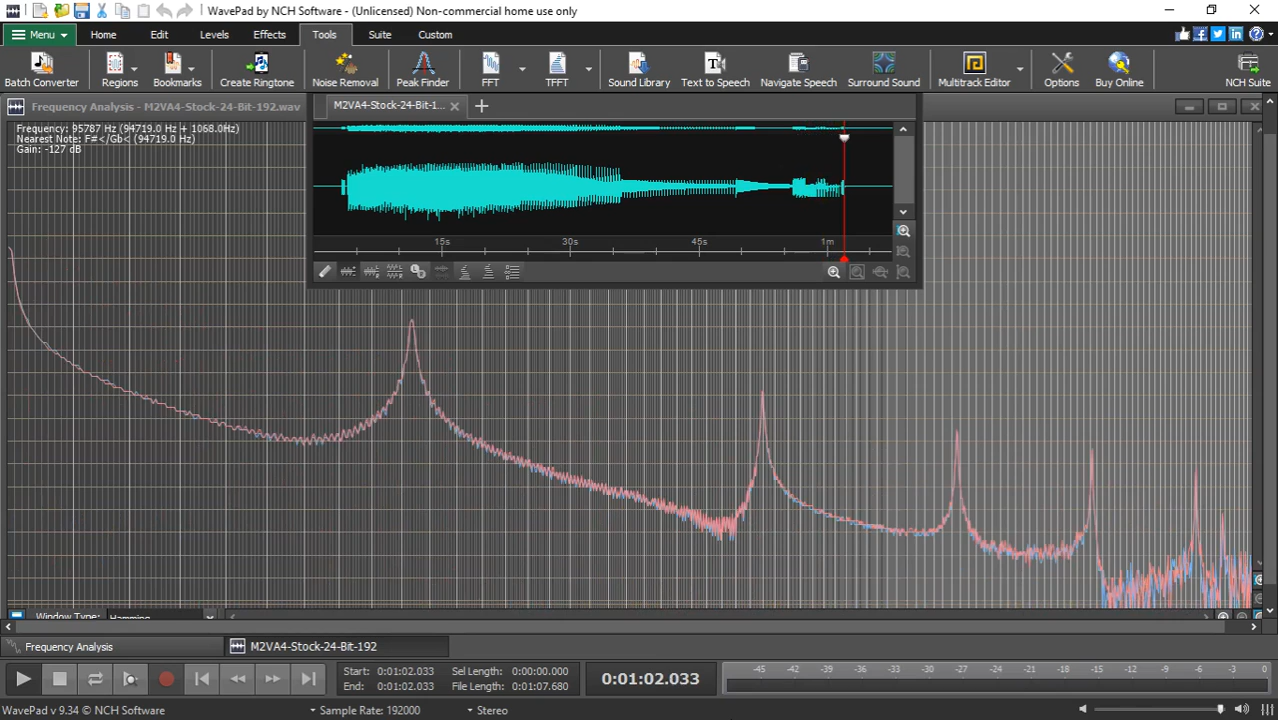 WavePad by NCH Software - (Unlicensed) Non-commercial home use only
Menu Home Edit Levels Effects Tools Suite Custom
Batch Converter Regions Bookmarks Create Ringtone Noise Removal Peak Finder FFT TFFT Sound Library Text to Speech Navigate Speech Surround Sound Multitrack Editor Options Buy Online NCH Suite
Frequency Analysis - M2VA4-Stock-24-Bit-192.wav
M2VA4-Stock-24-Bit-1...
Frequency: 95787 Hz (94719.0 Hz + 1068.0Hz)
Nearest Note: F#</Gb< (94719.0 Hz)
Gain: -127 dB
15s 30s 45s 1m
Window Type: Hamming
Frequency Analysis M2VA4-Stock-24-Bit-192
Start: 0:01:02.033 Sel Length: 0:00:00.000
End: 0:01:02.033 File Length: 0:01:07.680
0:01:02.033
-45 -42 -39 -36 -33 -30 -27 -24 -21 -18 -15 -12 -9 -6 -3 0
WavePad v 9.34 © NCH Software Sample Rate: 192000 Stereo